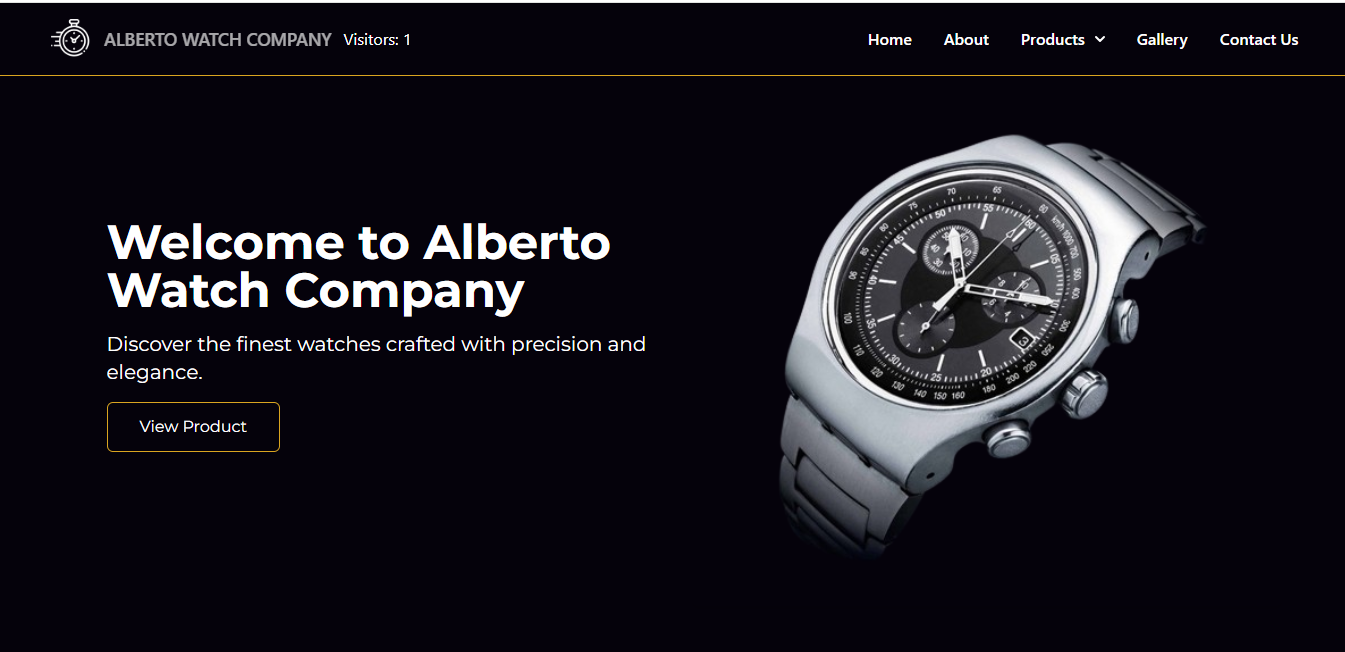 ALBERTO WATCH COMPANY Visitors: 1
Home About Products Gallery Contact Us
Welcome to Alberto
Watch Company
Discover the finest watches crafted with precision and
elegance.
View Product